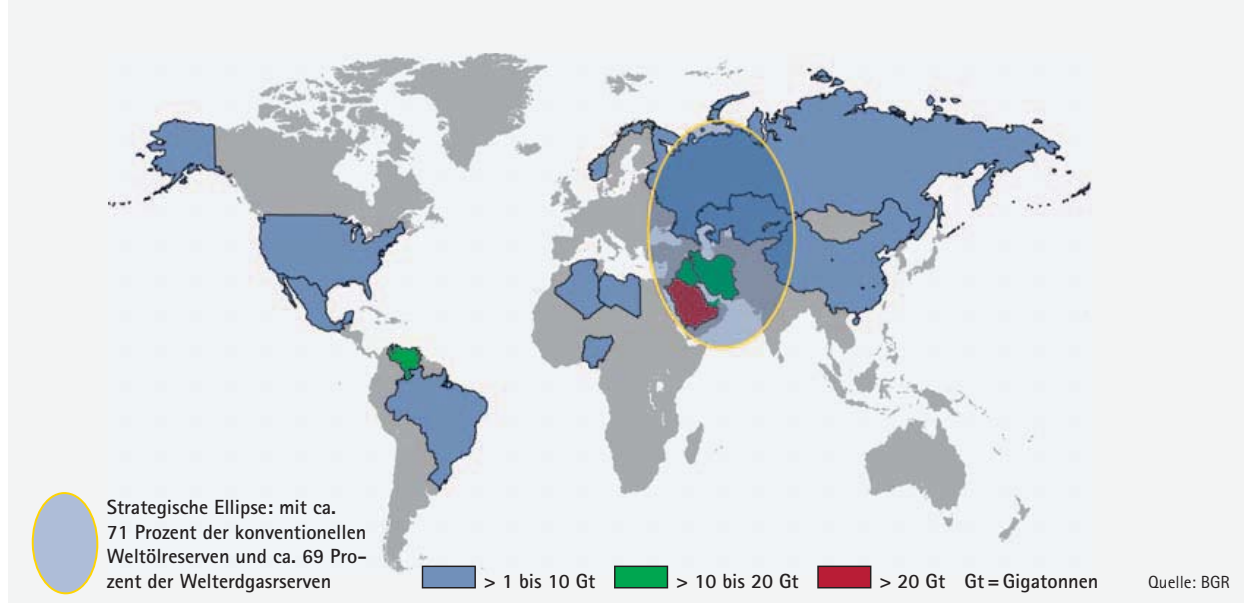 Strategische Ellipse: mit ca.
71 Prozent der konventionellen
Weltölreserven und ca. 69 Pro-
zent der Welterdgasrserven
> 1 bis 10 Gt > 10 bis 20 Gt > 20 Gt Gt = Gigatonnen Quelle: BGR